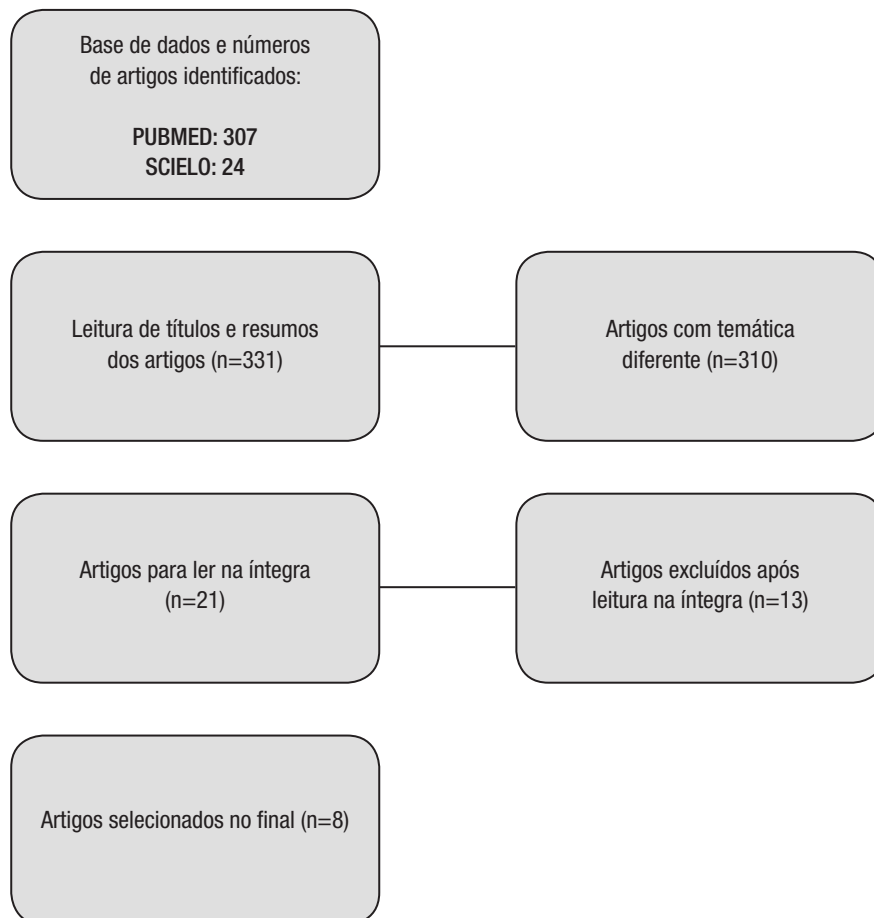 Base de dados e números
de artigos identificados:
PUBMED: 307
SCIELO: 24
Leitura de títulos e resumos
dos artigos (n=331)
Artigos com temática
diferente (n=310)
Artigos para ler na íntegra
(n=21)
Artigos excluídos após
leitura na íntegra (n=13)
Artigos selecionados no final (n=8)